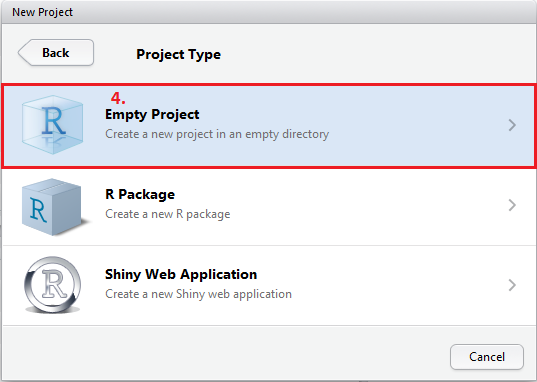 New Project
Back
Project Type
4.
Empty Project
Create a new project in an empty directory
R
R Package
Create a new R package
R
Shiny Web Application
Create a new Shiny web application
R
Cancel